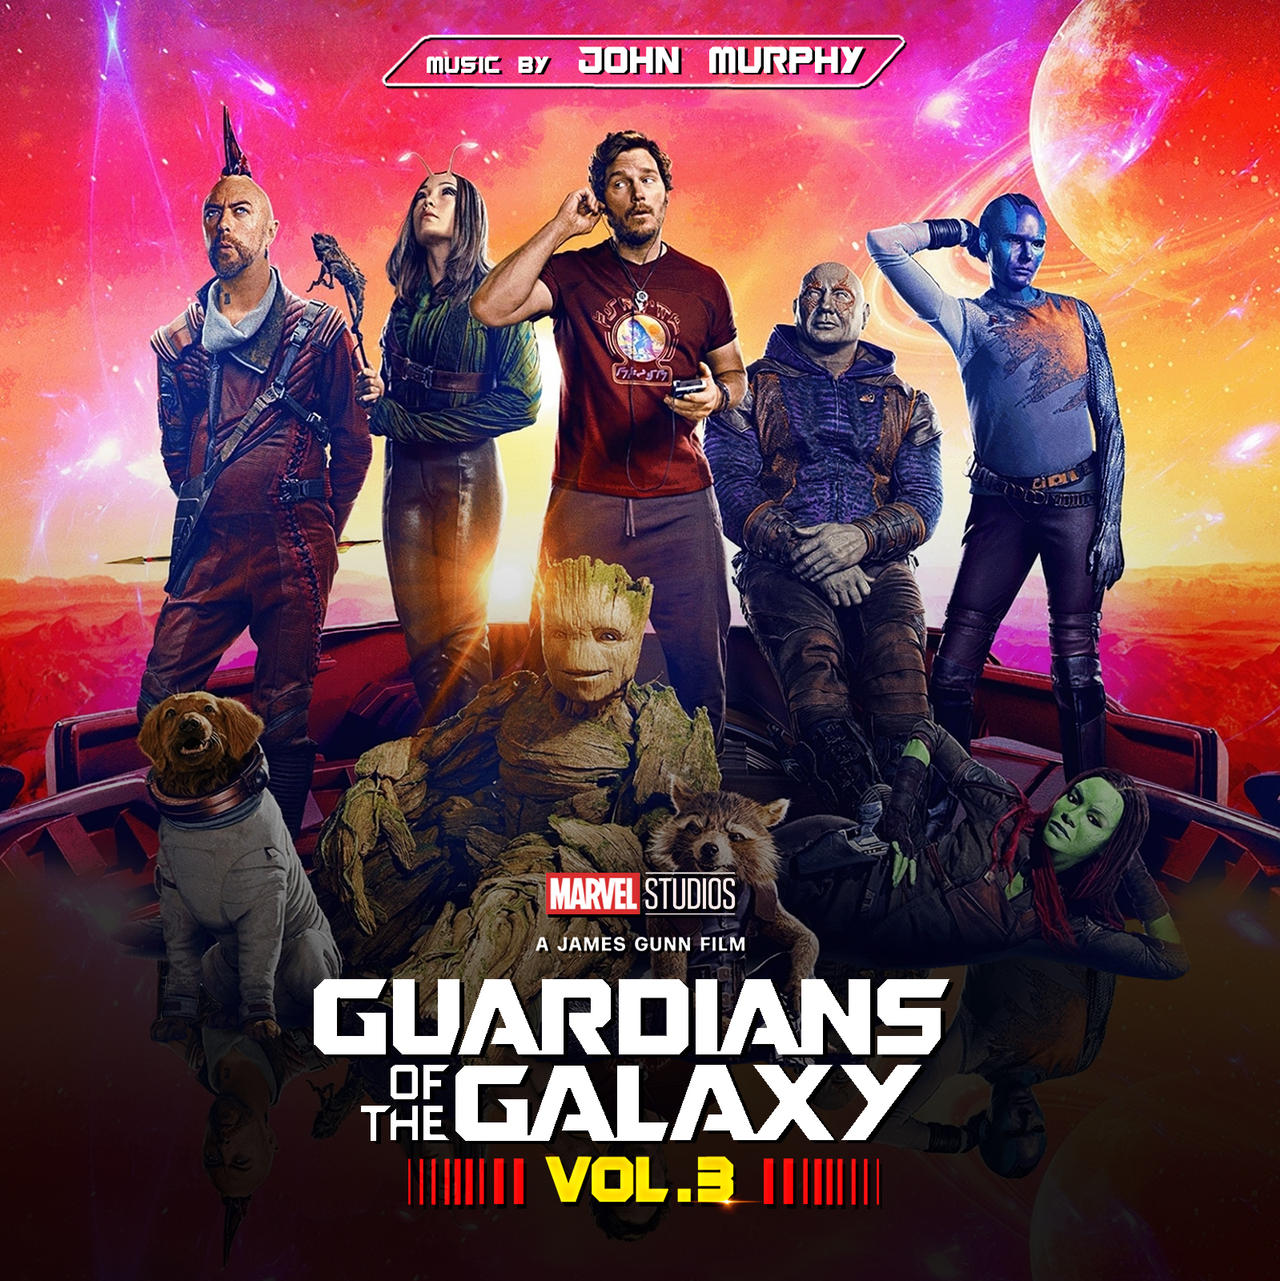 MUSIC BY JOHN MURPHY
MARVEL STUDIOS
A JAMES GUNN FILM
GUARDIANS
OF THE GALAXY
VOL.3